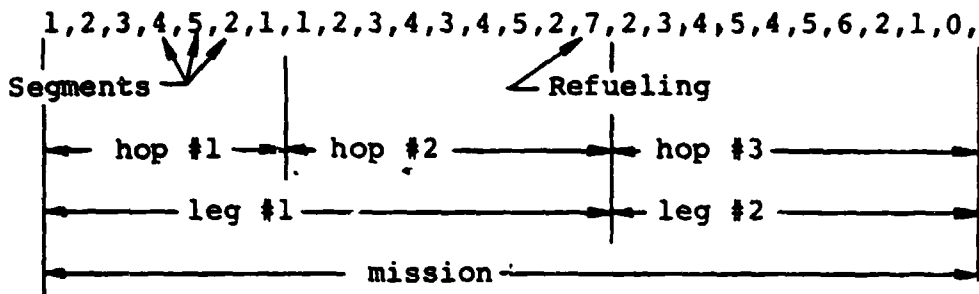 1,2,3,4,5,2,1,1,2,3,4,3,4,5,2,7,2,3,4,5,4,5,6,2,1,0,
Segments Refueling
hop #1 hop #2 hop #3
leg #1 leg #2
mission